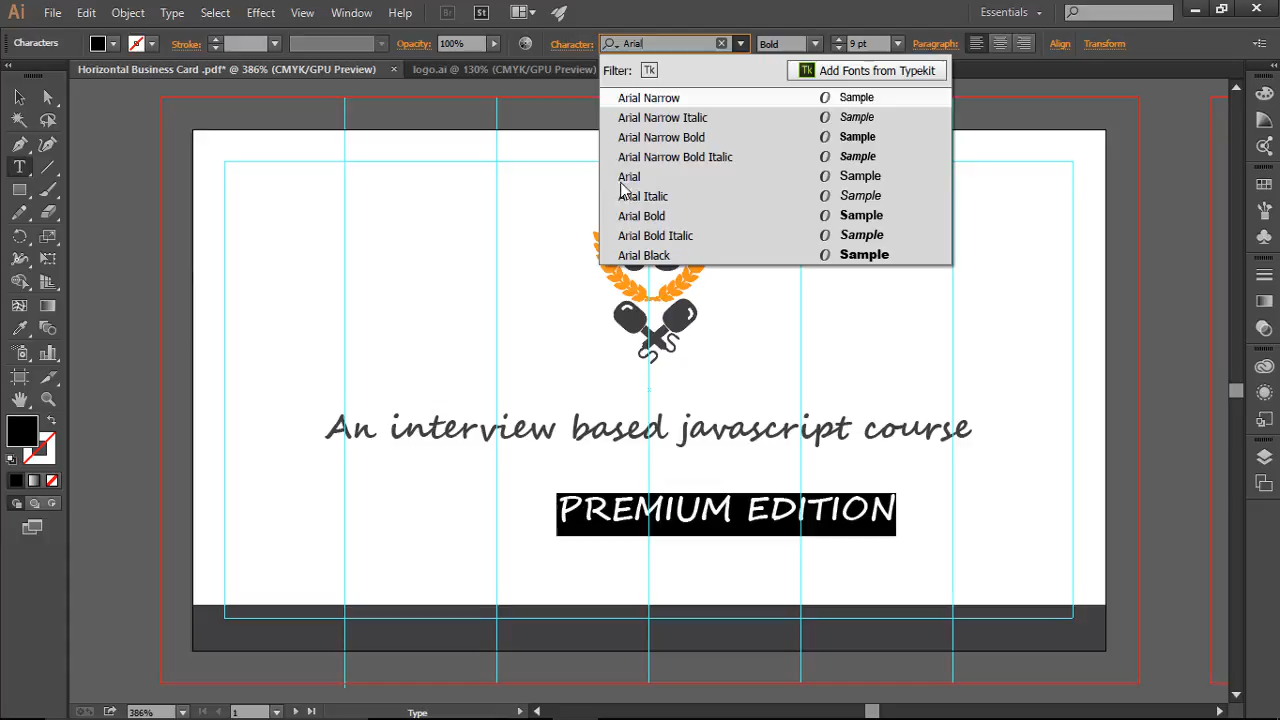 Ai File Edit Object Type Select Effect View Window Help Br St Essentials
Characters Stroke: Opacity: 100% Character: Arial Bold 9 pt Paragraph: Align Transform
Horizontal Business Card .pdf* @ 386% (CMYK/GPU Preview) × logo.ai @ 130% (CMYK/GPU Preview)
Filter: Tk Tk Add Fonts from Typekit
Arial Narrow O Sample
Arial Narrow Italic O Sample
Arial Narrow Bold O Sample
Arial Narrow Bold Italic O Sample
Arial O Sample
Arial Italic O Sample
Arial Bold O Sample
Arial Bold Italic O Sample
Arial Black O Sample
An interview based javascript course
PREMIUM EDITION
386% 1 Type